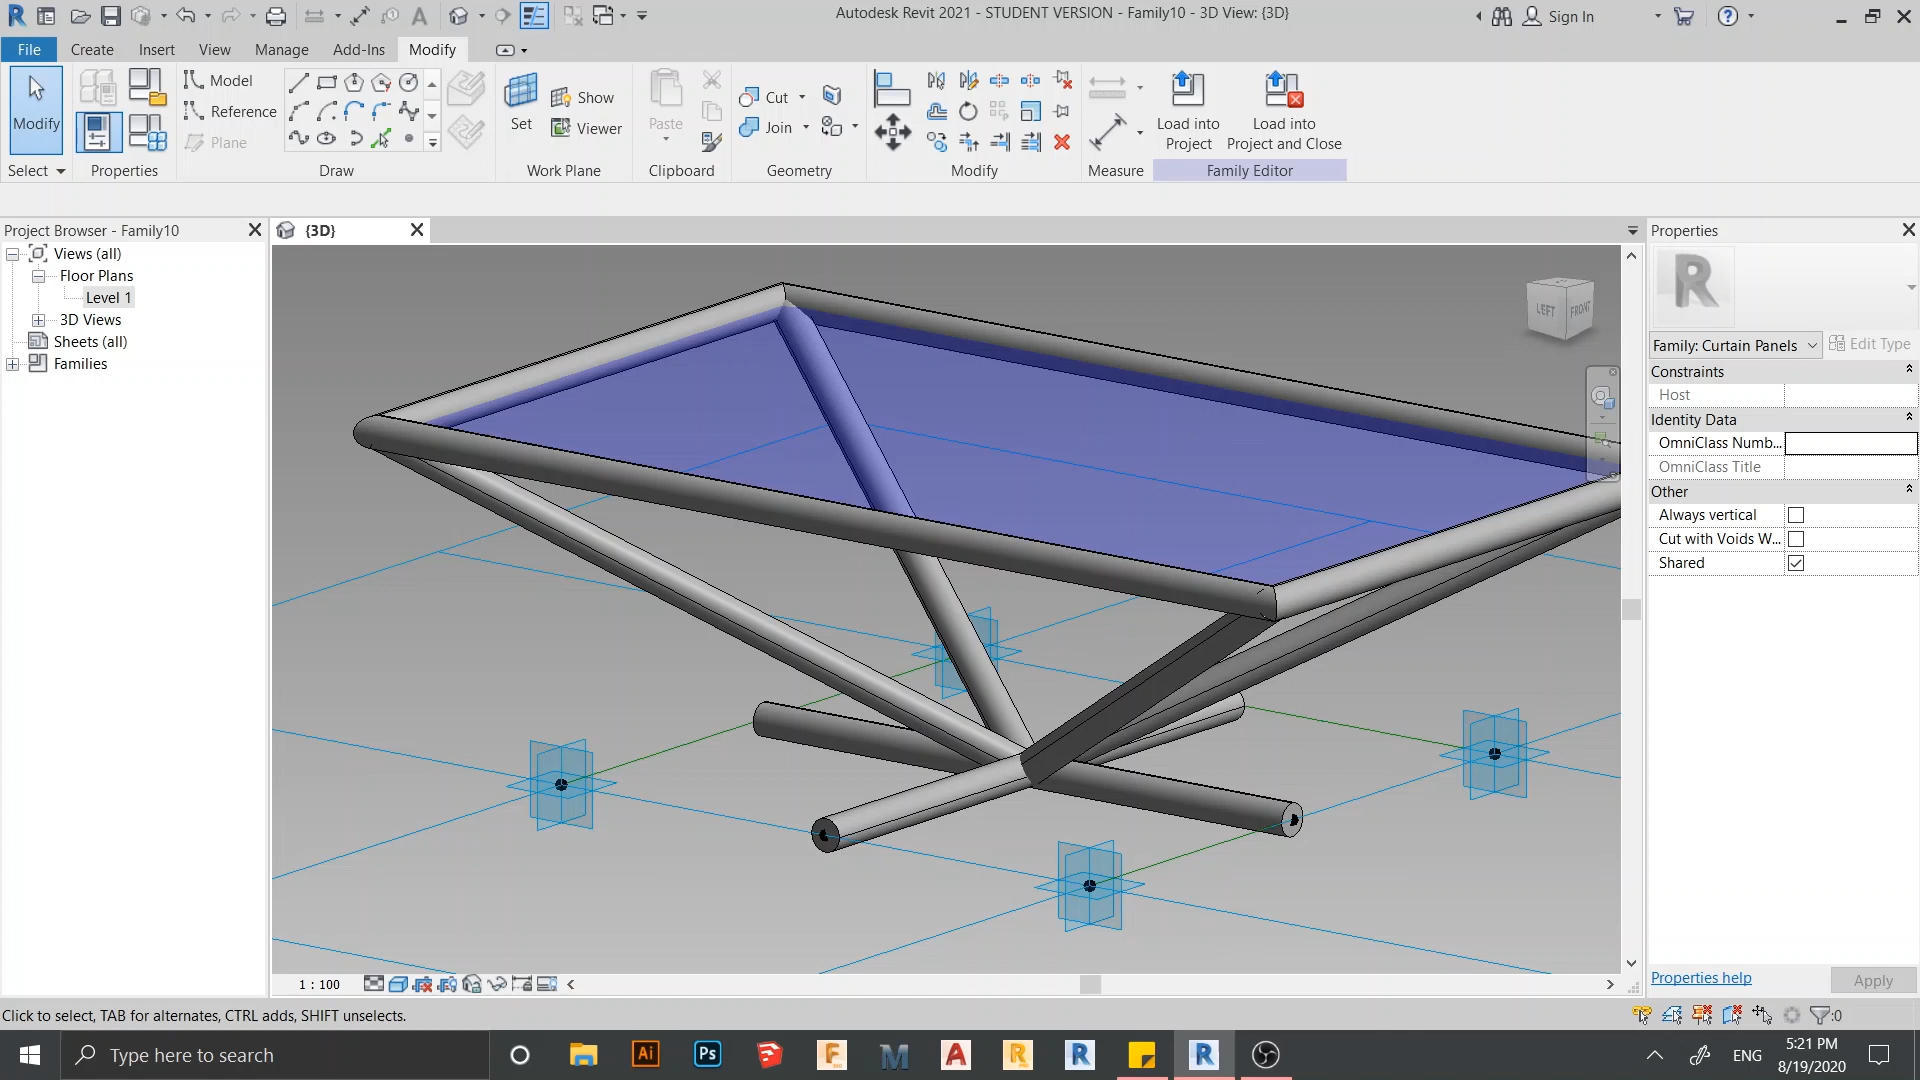 Autodesk Revit 2021 - STUDENT VERSION - Family10 - 3D View: {3D}
Sign In
File Create Insert View Manage Add-Ins Modify
Modify
Model
Reference
Plane
Set
Show
Viewer
Paste
Cut
Join
Load into Project
Load into Project and Close
Select Properties Draw Work Plane Clipboard Geometry Modify Measure Family Editor
Project Browser - Family10
Views (all)
Floor Plans
Level 1
3D Views
Sheets (all)
Families
{3D}
LEFT FRONT
Properties
R
Family: Curtain Panels
Edit Type
Constraints
Host
Identity Data
OmniClass Numb...
OmniClass Title
Other
Always vertical
Cut with Voids W...
Shared
Properties help
Apply
1 : 100
Click to select, TAB for alternates, CTRL adds, SHIFT unselects.
:0
Type here to search
Ai
Ps
F
M
A
R
R
R
ENG
5:21 PM
8/19/2020